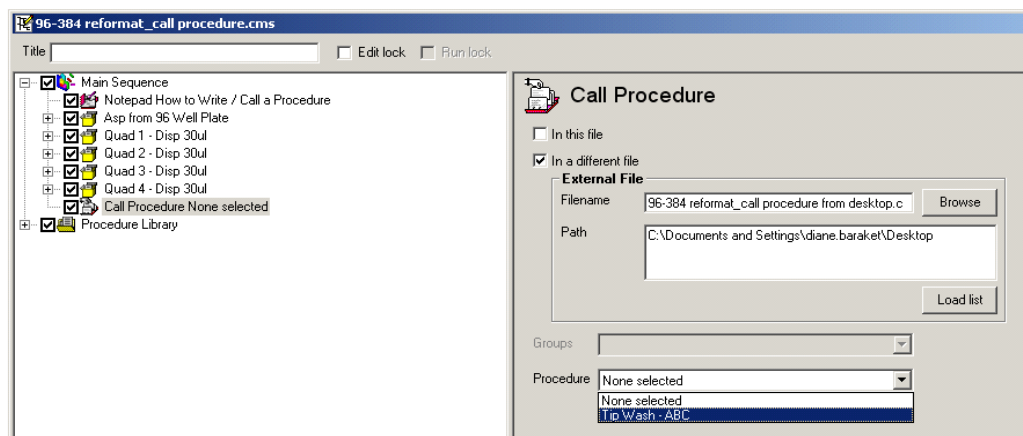 96-384 reformat_call procedure.cms
Title Edit lock Run lock
Main Sequence
Notepad How to Write / Call a Procedure
Asp from 96 Well Plate
Quad 1 - Disp 30ul
Quad 2 - Disp 30ul
Quad 3 - Disp 30ul
Quad 4 - Disp 30ul
Call Procedure None selected
Procedure Library
Call Procedure
In this file
In a different file
External File
Filename 96-384 reformat_call procedure from desktop.c Browse
Path C:\Documents and Settings\diane.baraket\Desktop
Load list
Groups
Procedure None selected
None selected
Tip Wash - ABC